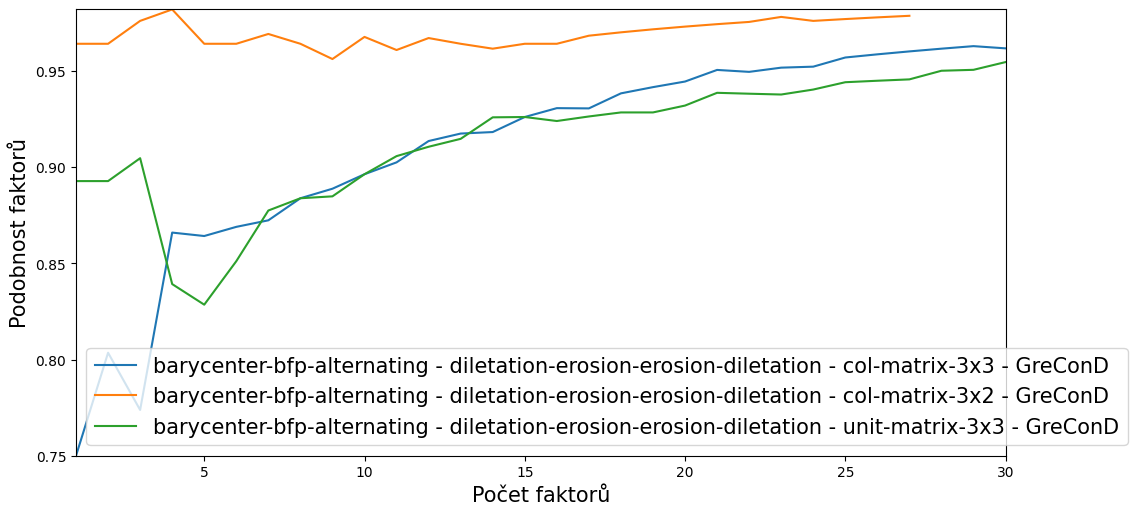 0.95
0.90
0.85
0.80
0.75
Podobnost faktorů
barycenter-bfp-alternating - diletation-erosion-erosion-diletation - col-matrix-3x3 - GreConD
barycenter-bfp-alternating - diletation-erosion-erosion-diletation - col-matrix-3x2 - GreConD
barycenter-bfp-alternating - diletation-erosion-erosion-diletation - unit-matrix-3x3 - GreConD
5 10 15 20 25 30
Počet faktorů